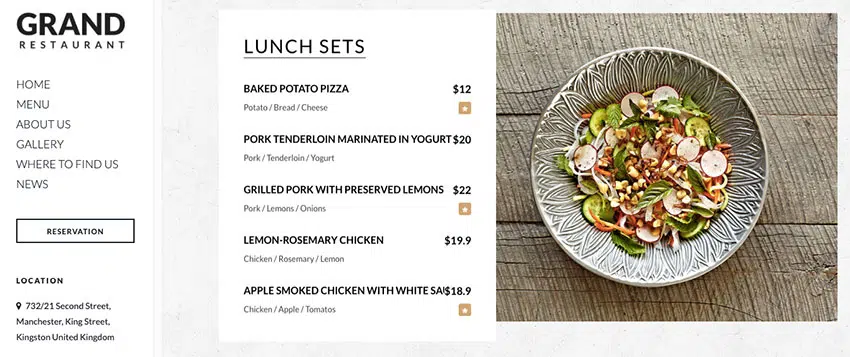 GRAND
RESTAURANT
HOME
MENU
ABOUT US
GALLERY
WHERE TO FIND US
NEWS
RESERVATION
LOCATION
732/21 Second Street,
Manchester, King Street,
Kingston United Kingdom
LUNCH SETS
BAKED POTATO PIZZA $12
Potato / Bread / Cheese
PORK TENDERLOIN MARINATED IN YOGURT $20
Pork / Tenderloin / Yogurt
GRILLED PORK WITH PRESERVED LEMONS $22
Pork / Lemons / Onions
LEMON-ROSEMARY CHICKEN $19.9
Chicken / Rosemary / Lemon
APPLE SMOKED CHICKEN WITH WHITE $18.9
Chicken / Apple / Tomatos